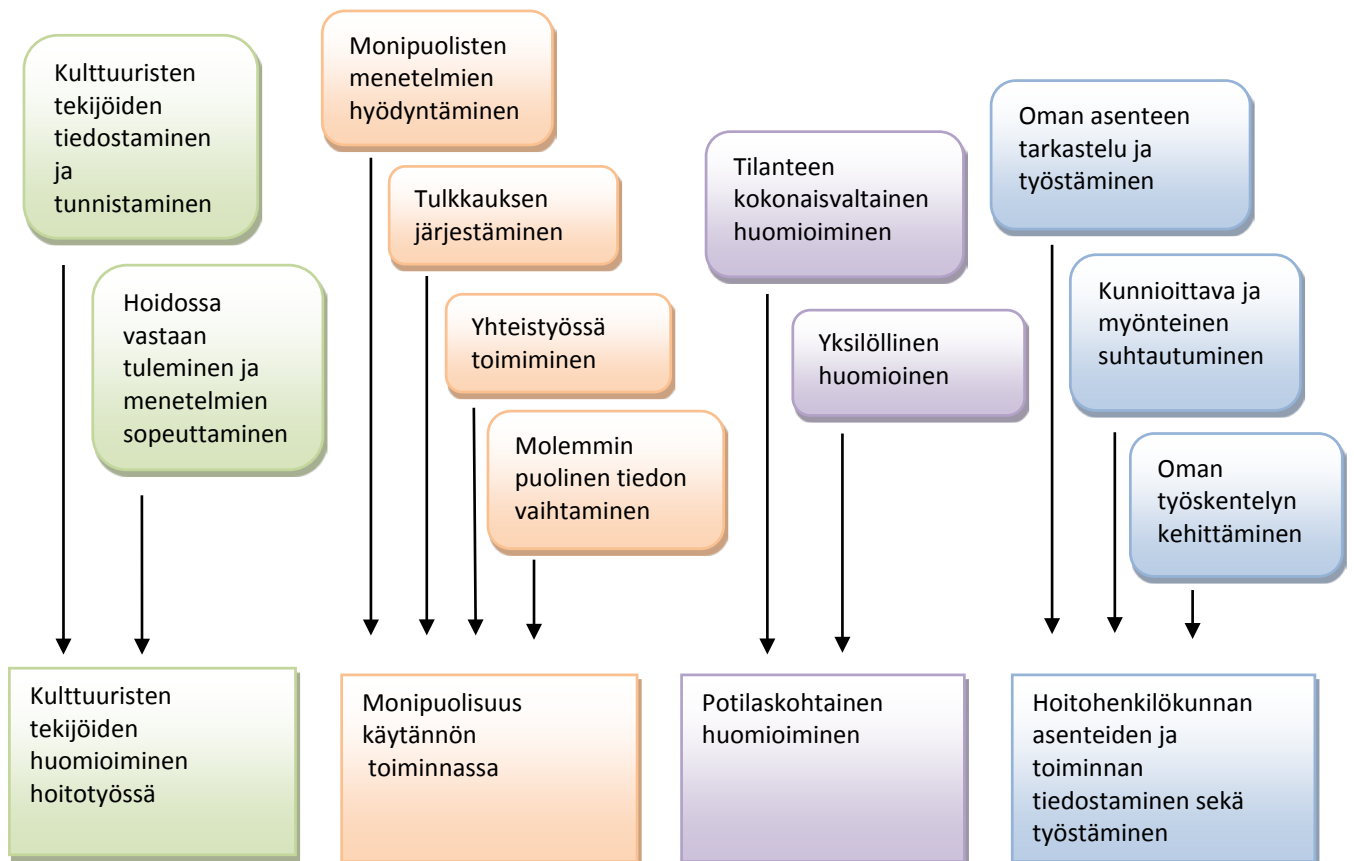 Kulttuuristen
tekijöiden
tiedostaminen
ja
tunnistaminen
Hoidossa
vastaan
tuleminen ja
menetelmien
sopeuttaminen
Monipuolisten
menetelmien
hyödyntäminen
Tulkkauksen
järjestäminen
Yhteistyössä
toimiminen
Molemmin
puolinen tiedon
vaihtaminen
Tilanteen
kokonaisvaltainen
huomioiminen
Yksilöllinen
huomioinen
Oman asenteen
tarkastelu ja
työstäminen
Kunnioittava ja
myönteinen
suhtautuminen
Oman
työskentelyn
kehittäminen
Kulttuuristen
tekijöiden
huomioiminen
hoitotyössä
Monipuolisuus
käytännön
toiminnassa
Potilaskohtainen
huomioiminen
Hoitohenkilökunnan
asenteiden ja
toiminnan
tiedostaminen sekä
työstäminen